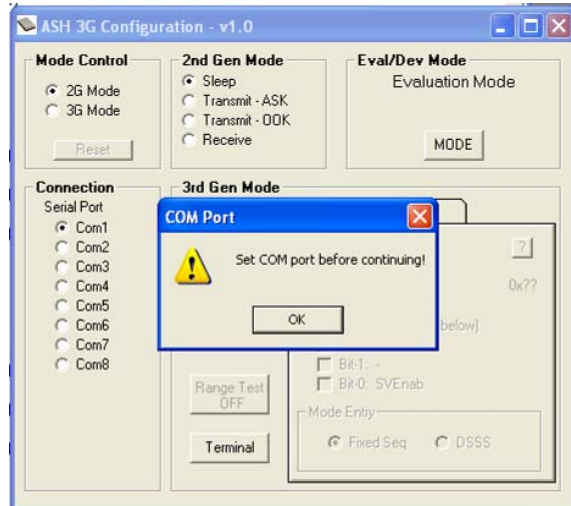 ASH 3G Configuration - v1.0
Mode Control
2G Mode
3G Mode
Reset
2nd Gen Mode
Sleep
Transmit - ASK
Transmit - OOK
Receive
Eval/Dev Mode
Evaluation Mode
MODE
Connection
Serial Port
Com1
Com2
Com3
Com4
Com5
Com6
Com7
Com8
3rd Gen Mode
COM Port
Set COM port before continuing!
OK
?
0x??
below)
Bit-1: -
Bit-0: SVEnab
Range Test
OFF
Terminal
Mode Entry
Fixed Seq
DSSS